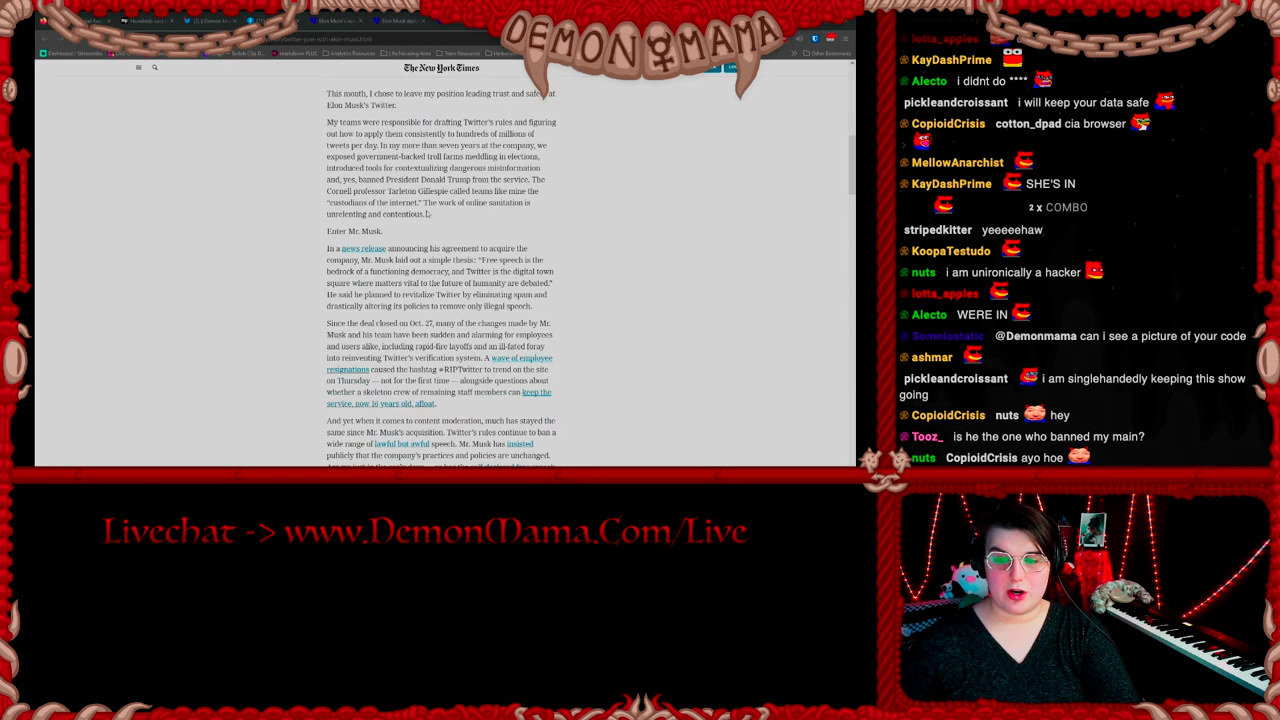 DEMON MAMA
The New York Times
This month, I chose to leave my position leading trust and safety at
Elon Musk's Twitter.
My teams were responsible for drafting Twitter's rules and figuring
out how to apply them consistently to hundreds of millions of
tweets per day. In my more than seven years at the company, we
exposed government-backed troll farms meddling in elections,
introduced tools for contextualizing dangerous misinformation
and, yes, banned President Donald Trump from the service. The
Cornell professor Tarleton Gillespie called teams like mine the
“custodians of the internet.” The work of online sanitation is
unrelenting and contentious.
Enter Mr. Musk.
In a news release announcing his agreement to acquire the
company, Mr. Musk laid out a simple thesis: “Free speech is the
bedrock of a functioning democracy, and Twitter is the digital town
square where matters vital to the future of humanity are debated.”
He said he planned to revitalize Twitter by eliminating spam and
drastically altering its policies to remove only illegal speech.
Since the deal closed on Oct. 27, many of the changes made by Mr.
Musk and his team have been sudden and alarming for employees
and users alike, including rapid-fire layoffs and an ill-fated foray
into reinventing Twitter's verification system. A wave of employee
resignations caused the hashtag #RIPTwitter to trend on the site
on Thursday — not for the first time — alongside questions about
whether a skeleton crew of remaining staff members can keep the
service, now 16 years old, afloat.
And yet when it comes to content moderation, much has stayed the
same since Mr. Musk's acquisition. Twitter's rules continue to ban a
wide range of lawful but awful speech. Mr. Musk has insisted
publicly that the company's practices and policies are unchanged.
lotta_apples
KayDashPrime
Alecto i didnt do ****
pickleandcroissant i will keep your data safe
CopioidCrisis cotton_dpad cia browser
MellowAnarchist
KayDashPrime SHE'S IN
2 x COMBO
stripedkitter yeeeeehaw
KoopaTestudo
nuts i am unironically a hacker
lotta_apples
Alecto WERE IN
Somniostatic @Demonmama can i see a picture of your code
ashmar
pickleandcroissant i am singlehandedly keeping this show
going
CopioidCrisis nuts hey
Tooz_ is he the one who banned my main?
nuts CopioidCrisis ayo hoe
Livechat -> www.DemonMama.Com/Live